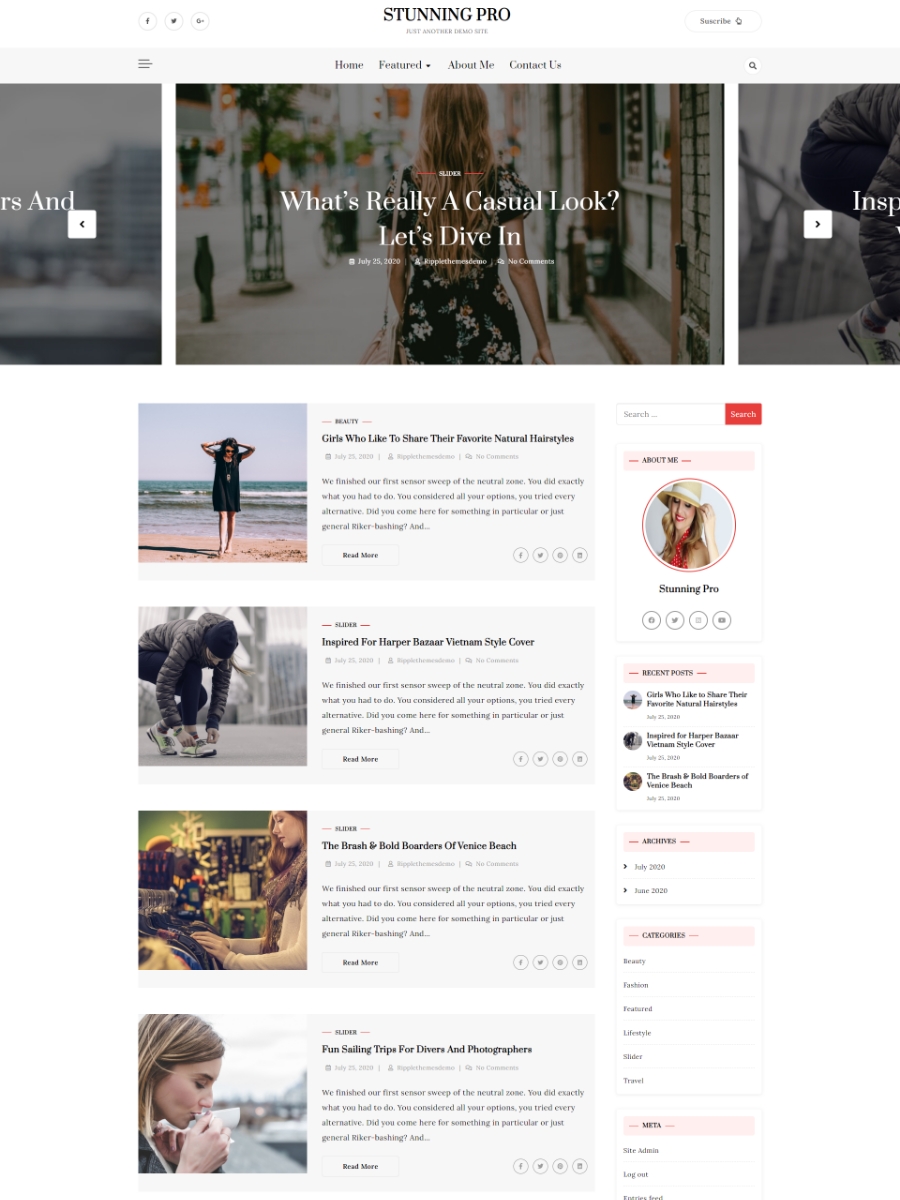 STUNNING PRO
JUST ANOTHER DEMO SITE
Suscribe
Home Featured About Me Contact Us
rs And
SLIDER
What's Really A Casual Look?
Let's Dive In
July 25, 2020 | Ripplethemesdemo | No Comments
Insp
BEAUTY
Girls Who Like To Share Their Favorite Natural Hairstyles
July 25, 2020 | Ripplethemesdemo | No Comments
We finished our first sensor sweep of the neutral zone. You did exactly
what you had to do. You considered all your options, you tried every
alternative. Did you come here for something in particular or just
general Riker-bashing? And...
Read More
SLIDER
Inspired For Harper Bazaar Vietnam Style Cover
July 25, 2020 | Ripplethemesdemo | No Comments
We finished our first sensor sweep of the neutral zone. You did exactly
what you had to do. You considered all your options, you tried every
alternative. Did you come here for something in particular or just
general Riker-bashing? And...
Read More
SLIDER
The Brash & Bold Boarders Of Venice Beach
July 25, 2020 | Ripplethemesdemo | No Comments
We finished our first sensor sweep of the neutral zone. You did exactly
what you had to do. You considered all your options, you tried every
alternative. Did you come here for something in particular or just
general Riker-bashing? And...
Read More
SLIDER
Fun Sailing Trips For Divers And Photographers
July 25, 2020 | Ripplethemesdemo | No Comments
We finished our first sensor sweep of the neutral zone. You did exactly
what you had to do. You considered all your options, you tried every
alternative. Did you come here for something in particular or just
general Riker-bashing? And...
Read More
Search ... Search
ABOUT ME
Stunning Pro
RECENT POSTS
Girls Who Like to Share Their
Favorite Natural Hairstyles
July 25, 2020
Inspired for Harper Bazaar
Vietnam Style Cover
July 25, 2020
The Brash & Bold Boarders of
Venice Beach
July 25, 2020
ARCHIVES
July 2020
June 2020
CATEGORIES
Beauty
Fashion
Featured
Lifestyle
Slider
Travel
META
Site Admin
Log out
Entries feed